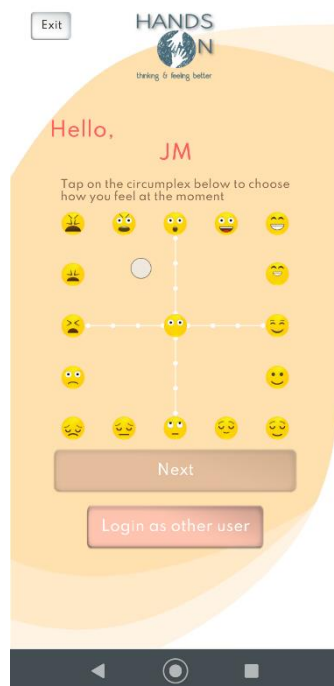 Exit
HANDS
ON
thinking & feeling better
Hello,
JM
Tap on the circumplex below to choose
how you feel at the moment
Next
Login as other user